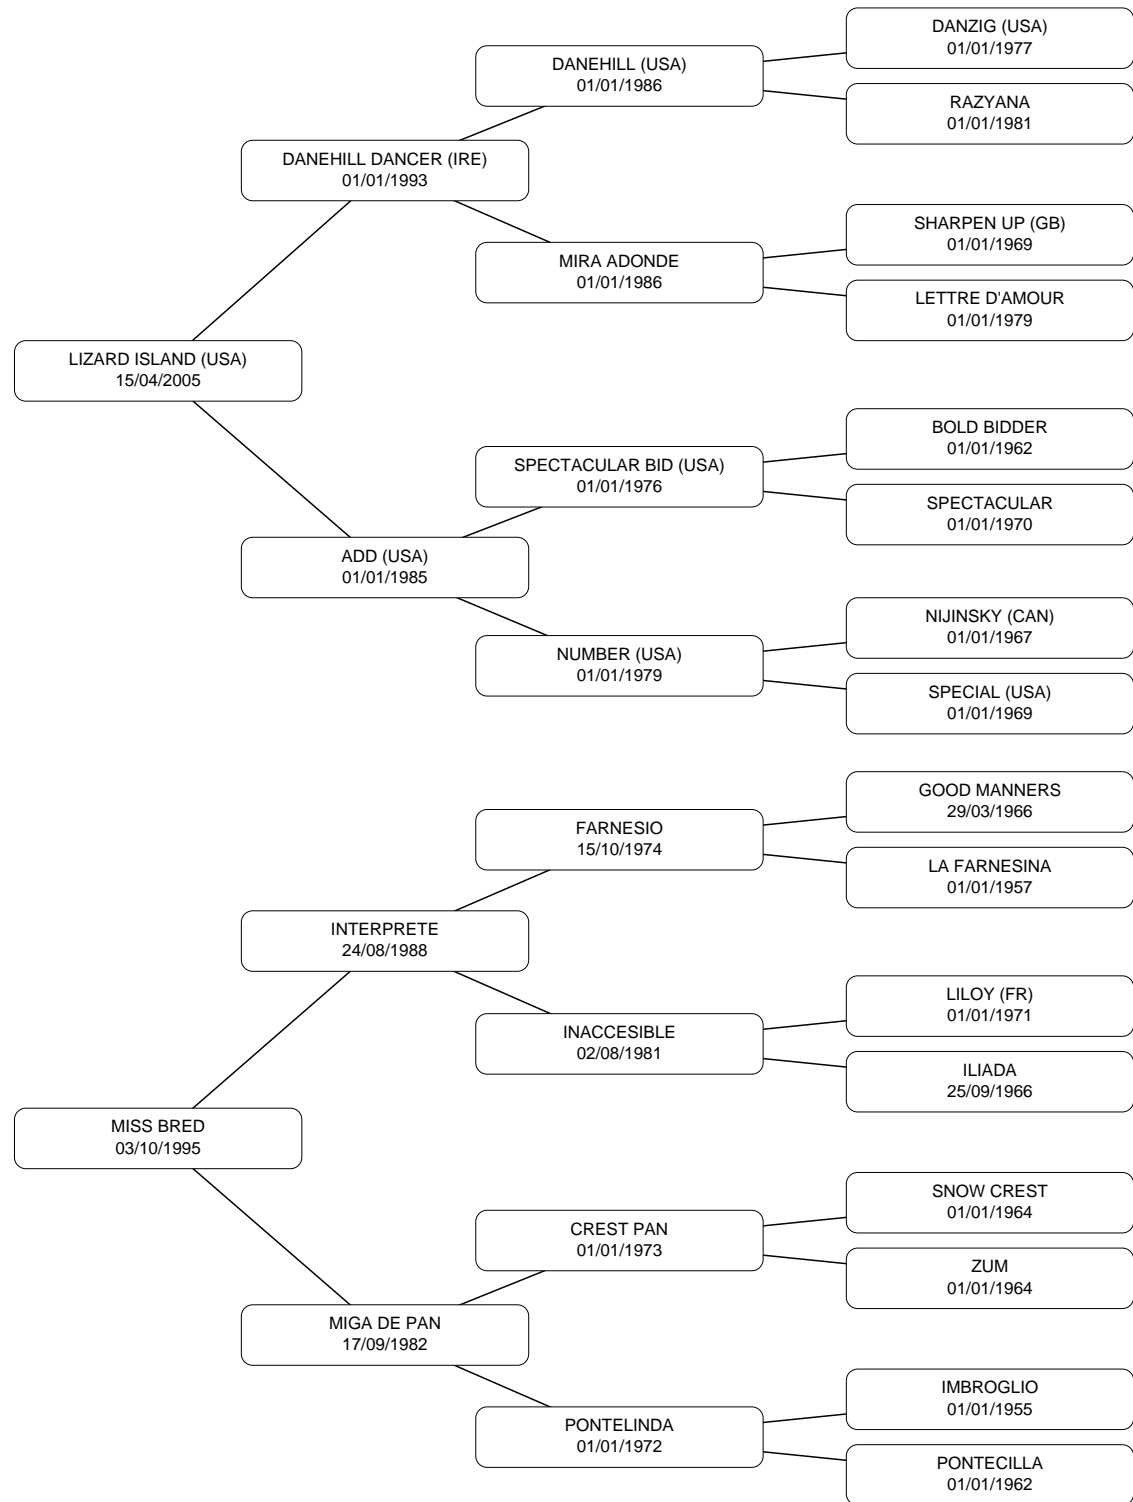 DANZIG (USA)
01/01/1977
DANEHILL (USA)
01/01/1986
RAZYANA
01/01/1981
DANEHILL DANCER (IRE)
01/01/1993
SHARPEN UP (GB)
01/01/1969
MIRA ADONDE
01/01/1986
LETTRE D'AMOUR
01/01/1979
LIZARD ISLAND (USA)
15/04/2005
BOLD BIDDER
01/01/1962
SPECTACULAR BID (USA)
01/01/1976
SPECTACULAR
01/01/1970
ADD (USA)
01/01/1985
NIJINSKY (CAN)
01/01/1967
NUMBER (USA)
01/01/1979
SPECIAL (USA)
01/01/1969
GOOD MANNERS
29/03/1966
FARNESIO
15/10/1974
LA FARNESINA
01/01/1957
INTERPRETE
24/08/1988
LILOY (FR)
01/01/1971
INACCESIBLE
02/08/1981
ILIADA
25/09/1966
MISS BRED
03/10/1995
SNOW CREST
01/01/1964
CREST PAN
01/01/1973
ZUM
01/01/1964
MIGA DE PAN
17/09/1982
IMBROGLIO
01/01/1955
PONTELINDA
01/01/1972
PONTECILLA
01/01/1962